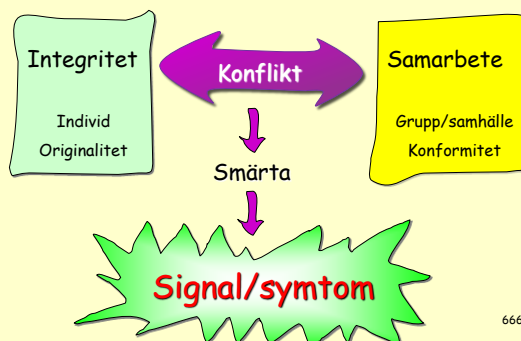 Integritet
Individ
Originalitet
Konflikt
Samarbete
Grupp/samhälle
Konformitet
Smärta
Signal/symtom
666